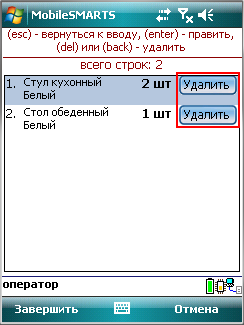 MobileSMARTS
(esc) - вернуться к вводу, (enter) - править,
(del) или (back) - удалить
всего строк: 2
1. Стул кухонный Белый 2 шт Удалить
2. Стол обеденный Белый 1 шт Удалить
оператор
Завершить Отмена